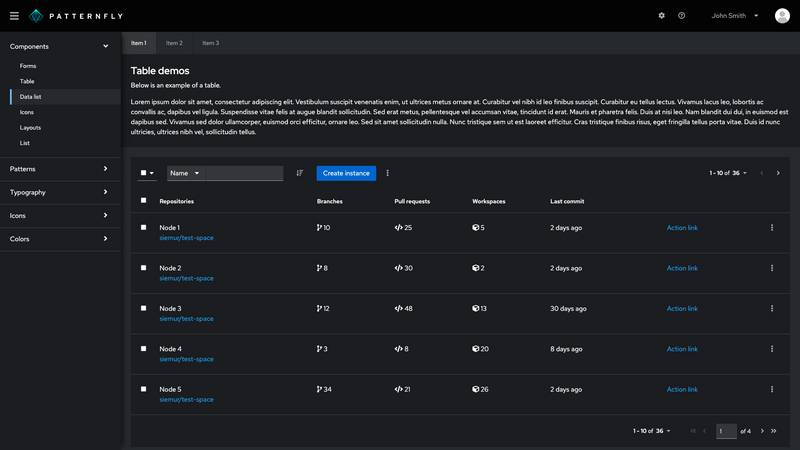 PATTERNFLY
John Smith
Components
Forms
Table
Data list
Icons
Layouts
List
Patterns
Typography
Icons
Colors
Item 1 Item 2 Item 3
Table demos
Below is an example of a table.
Lorem ipsum dolor sit amet, consectetur adipiscing elit. Vestibulum suscipit venenatis enim, ut ultrices metus ornare at. Curabitur vel nibh id leo finibus suscipit. Curabitur eu tellus lectus. Vivamus lacus leo, lobortis ac
convallis ac, dapibus vel ligula. Suspendisse vitae felis at augue blandit sollicitudin. Sed erat metus, pellentesque vel accumsan vitae, tincidunt id erat. Mauris et pharetra felis. Duis at nisi leo. Nam blandit dui dui, in euismod est
dapibus sed. Vivamus sed dolor ullamcorper, euismod orci efficitur, ornare leo. Sed sit amet sollicitudin nulla. Nunc tristique sem ut est laoreet efficitur. Cras tristique finibus risus, eget fringilla tellus porta vitae. Duis id nunc
ultricies, ultrices nibh vel, sollicitudin tellus.
Name Create instance 1 - 10 of 36
Repositories Branches Pull requests Workspaces Last commit
Node 1 10 25 5 2 days ago Action link
siemur/test-space
Node 2 8 30 2 2 days ago Action link
siemur/test-space
Node 3 12 48 13 30 days ago Action link
siemur/test-space
Node 4 3 8 20 8 days ago Action link
siemur/test-space
Node 5 34 21 26 2 days ago Action link
siemur/test-space
1 - 10 of 36 1 of 4